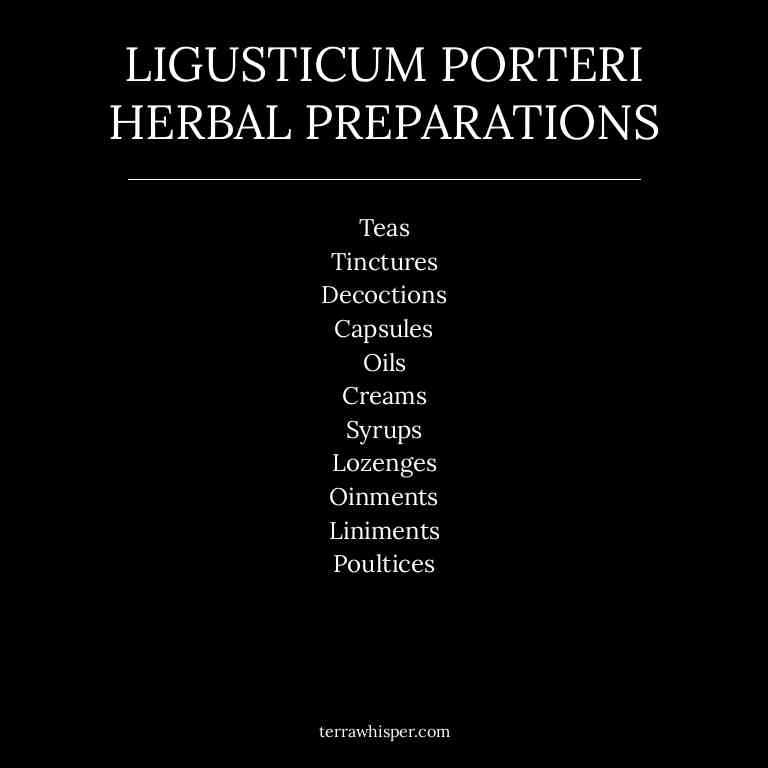 LIGUSTICUM PORTERI
HERBAL PREPARATIONS
Teas
Tinctures
Decoctions
Capsules
Oils
Creams
Syrups
Lozenges
Oinments
Liniments
Poultices
terrawhisper.com